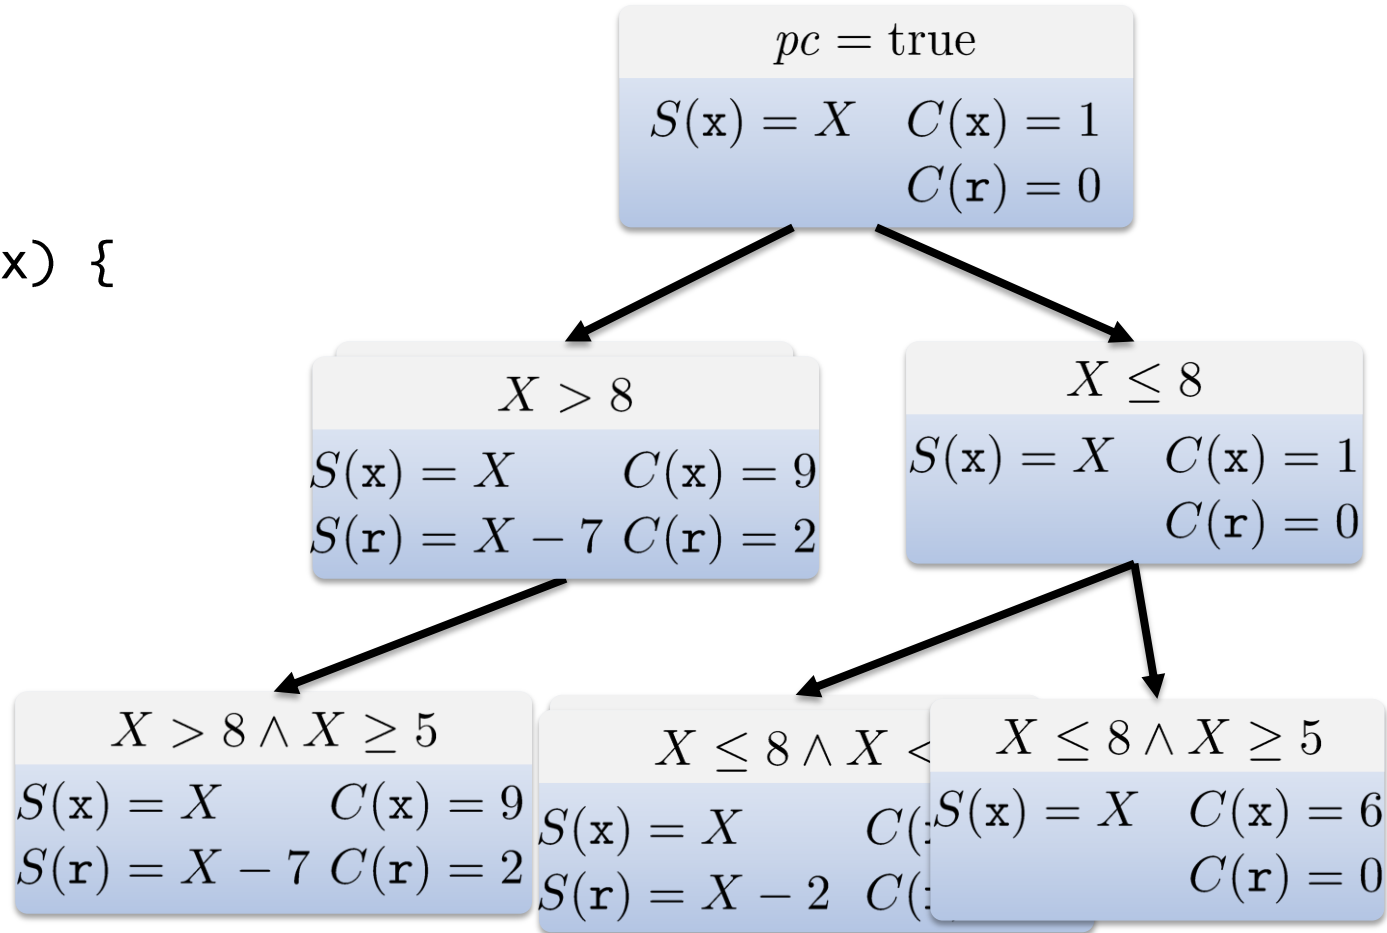 pc = true
S(x) = X C(x) = 1
C(r) = 0
x) {
X > 8
S(x) = X C(x) = 9
S(r) = X − 7 C(r) = 2
X ≤ 8
S(x) = X C(x) = 1
C(r) = 0
X > 8 ∧ X ≥ 5
S(x) = X C(x) = 9
S(r) = X − 7 C(r) = 2
X ≤ 8 ∧ X <
S(x) = X C(
S(r) = X − 2 C(
X ≤ 8 ∧ X ≥ 5
S(x) = X C(x) = 6
C(r) = 0